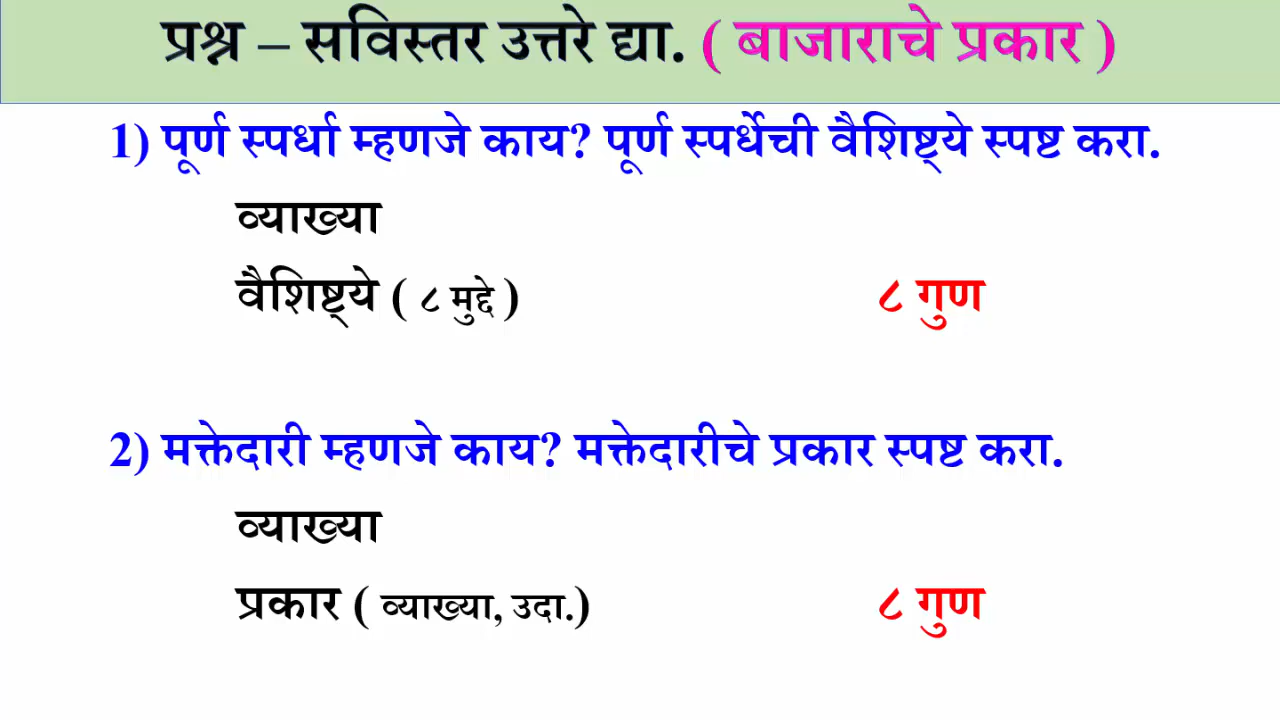 प्रश्न – सविस्तर उत्तरे द्या. ( बाजाराचे प्रकार )
1) पूर्ण स्पर्धा म्हणजे काय? पूर्ण स्पर्धेची वैशिष्ट्ये स्पष्ट करा.
व्याख्या
वैशिष्ट्ये ( ८ मुद्दे ) ८ गुण
2) मक्तेदारी म्हणजे काय? मक्तेदारीचे प्रकार स्पष्ट करा.
व्याख्या
प्रकार ( व्याख्या, उदा.) ८ गुण